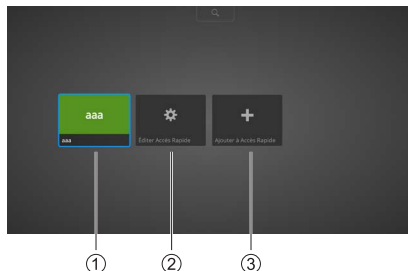 aaa
aaa
Éditer Accès Rapide
Ajouter à Accès Rapide
1
2
3